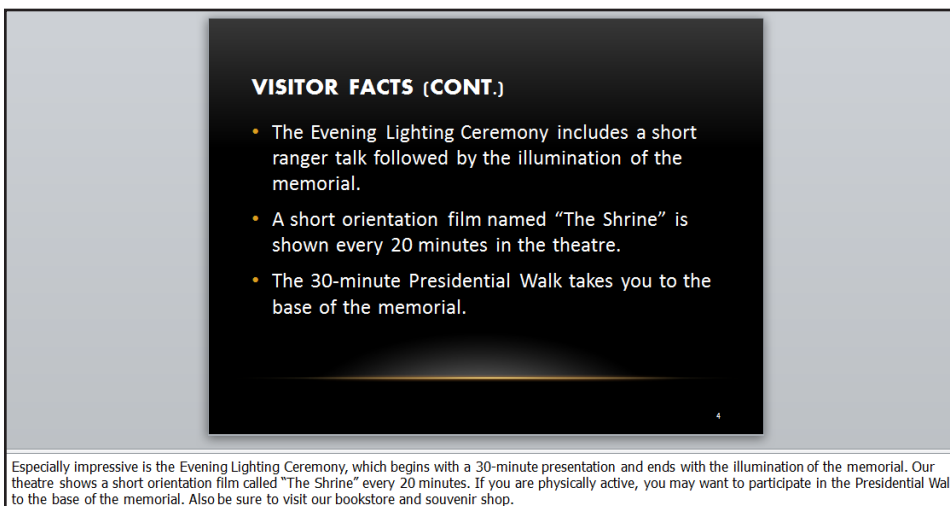 VISITOR FACTS (CONT.)
• The Evening Lighting Ceremony includes a short
ranger talk followed by the illumination of the
memorial.
• A short orientation film named “The Shrine” is
shown every 20 minutes in the theatre.
• The 30-minute Presidential Walk takes you to the
base of the memorial.
4
Especially impressive is the Evening Lighting Ceremony, which begins with a 30-minute presentation and ends with the illumination of the memorial. Our
theatre shows a short orientation film called “The Shrine” every 20 minutes. If you are physically active, you may want to participate in the Presidential Wal
to the base of the memorial. Also be sure to visit our bookstore and souvenir shop.